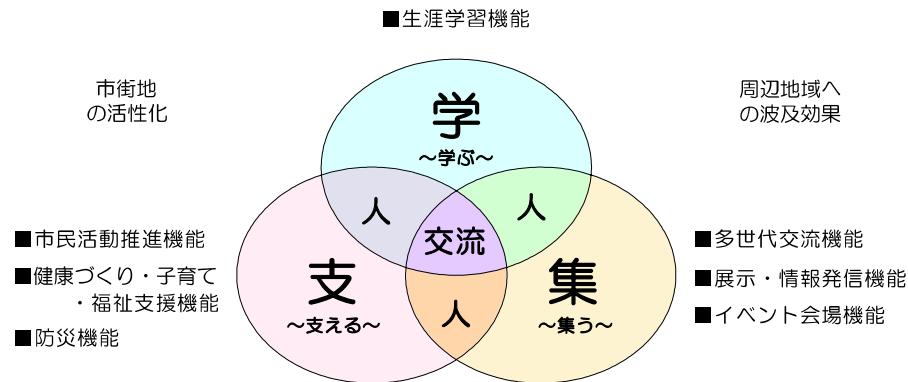 ■生涯学習機能
市街地
の活性化
周辺地域へ
の波及効果
学
～学ぶ～
人
人
交流
■市民活動推進機能
■健康づくり・子育て
・福祉支援機能
■防災機能
支
～支える～
人
集
～集う～
■多世代交流機能
■展示・情報発信機能
■イベント会場機能